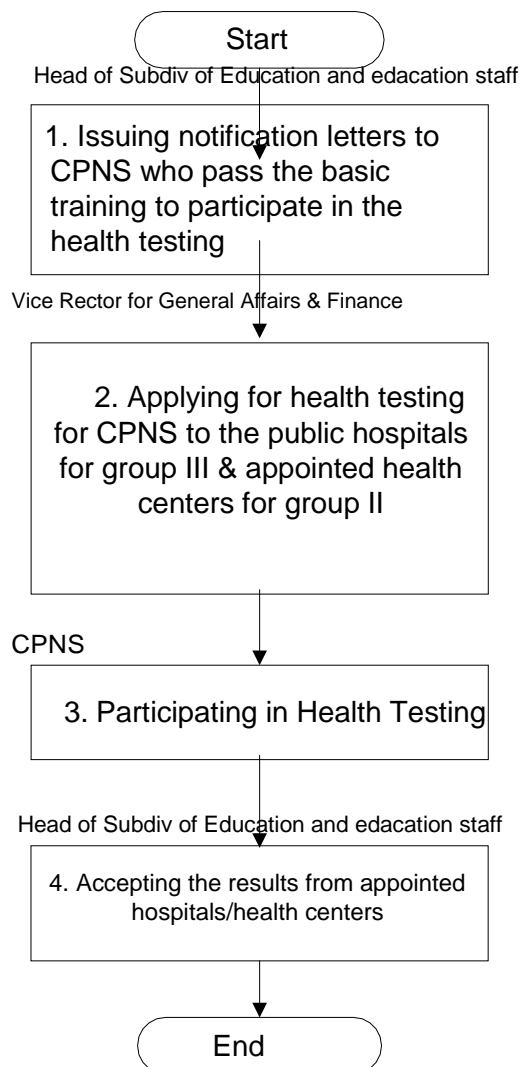 Start
Head of Subdiv of Education and edacation staff
1. Issuing notification letters to
CPNS who pass the basic
training to participate in the
health testing
Vice Rector for General Affairs & Finance
2. Applying for health testing
for CPNS to the public hospitals
for group III & appointed health
centers for group II
CPNS
3. Participating in Health Testing
Head of Subdiv of Education and edacation staff
4. Accepting the results from appointed
hospitals/health centers
End